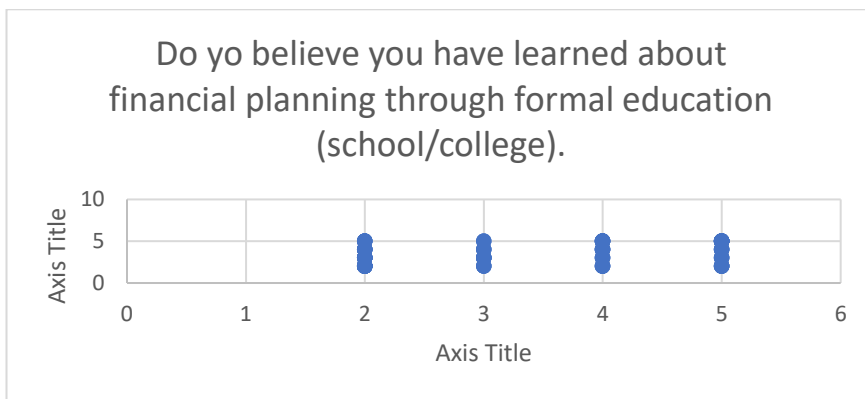 Do yo believe you have learned about
financial planning through formal education
(school/college).
10
5
0
Axis Title
0 1 2 3 4 5 6
Axis Title